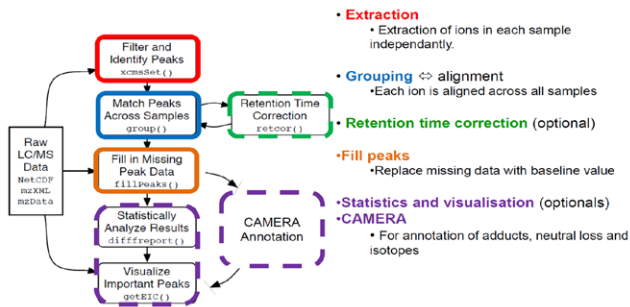 Filter and
Identify Peaks
xcmsSet()
Match Peaks
Across Samples
group()
Retention Time
Correction
retcor()
Raw
LC/MS
Data
NetCDF
mzXML
mzData
Fill in Missing
Peak Data
fillPeaks()
Statistically
Analyze Results
diffreport()
CAMERA
Annotation
Visualize
Important Peaks
getEIC()
•Extraction
•Extraction of ions in each sample
independantly.
•Grouping ⇔ alignment
•Each ion is aligned across all samples
•Retention time correction (optional)
•Fill peaks
•Replace missing data with baseline value
•Statistics and visualisation (optionals)
•CAMERA
•For annotation of adducts, neutral loss and
isotopes